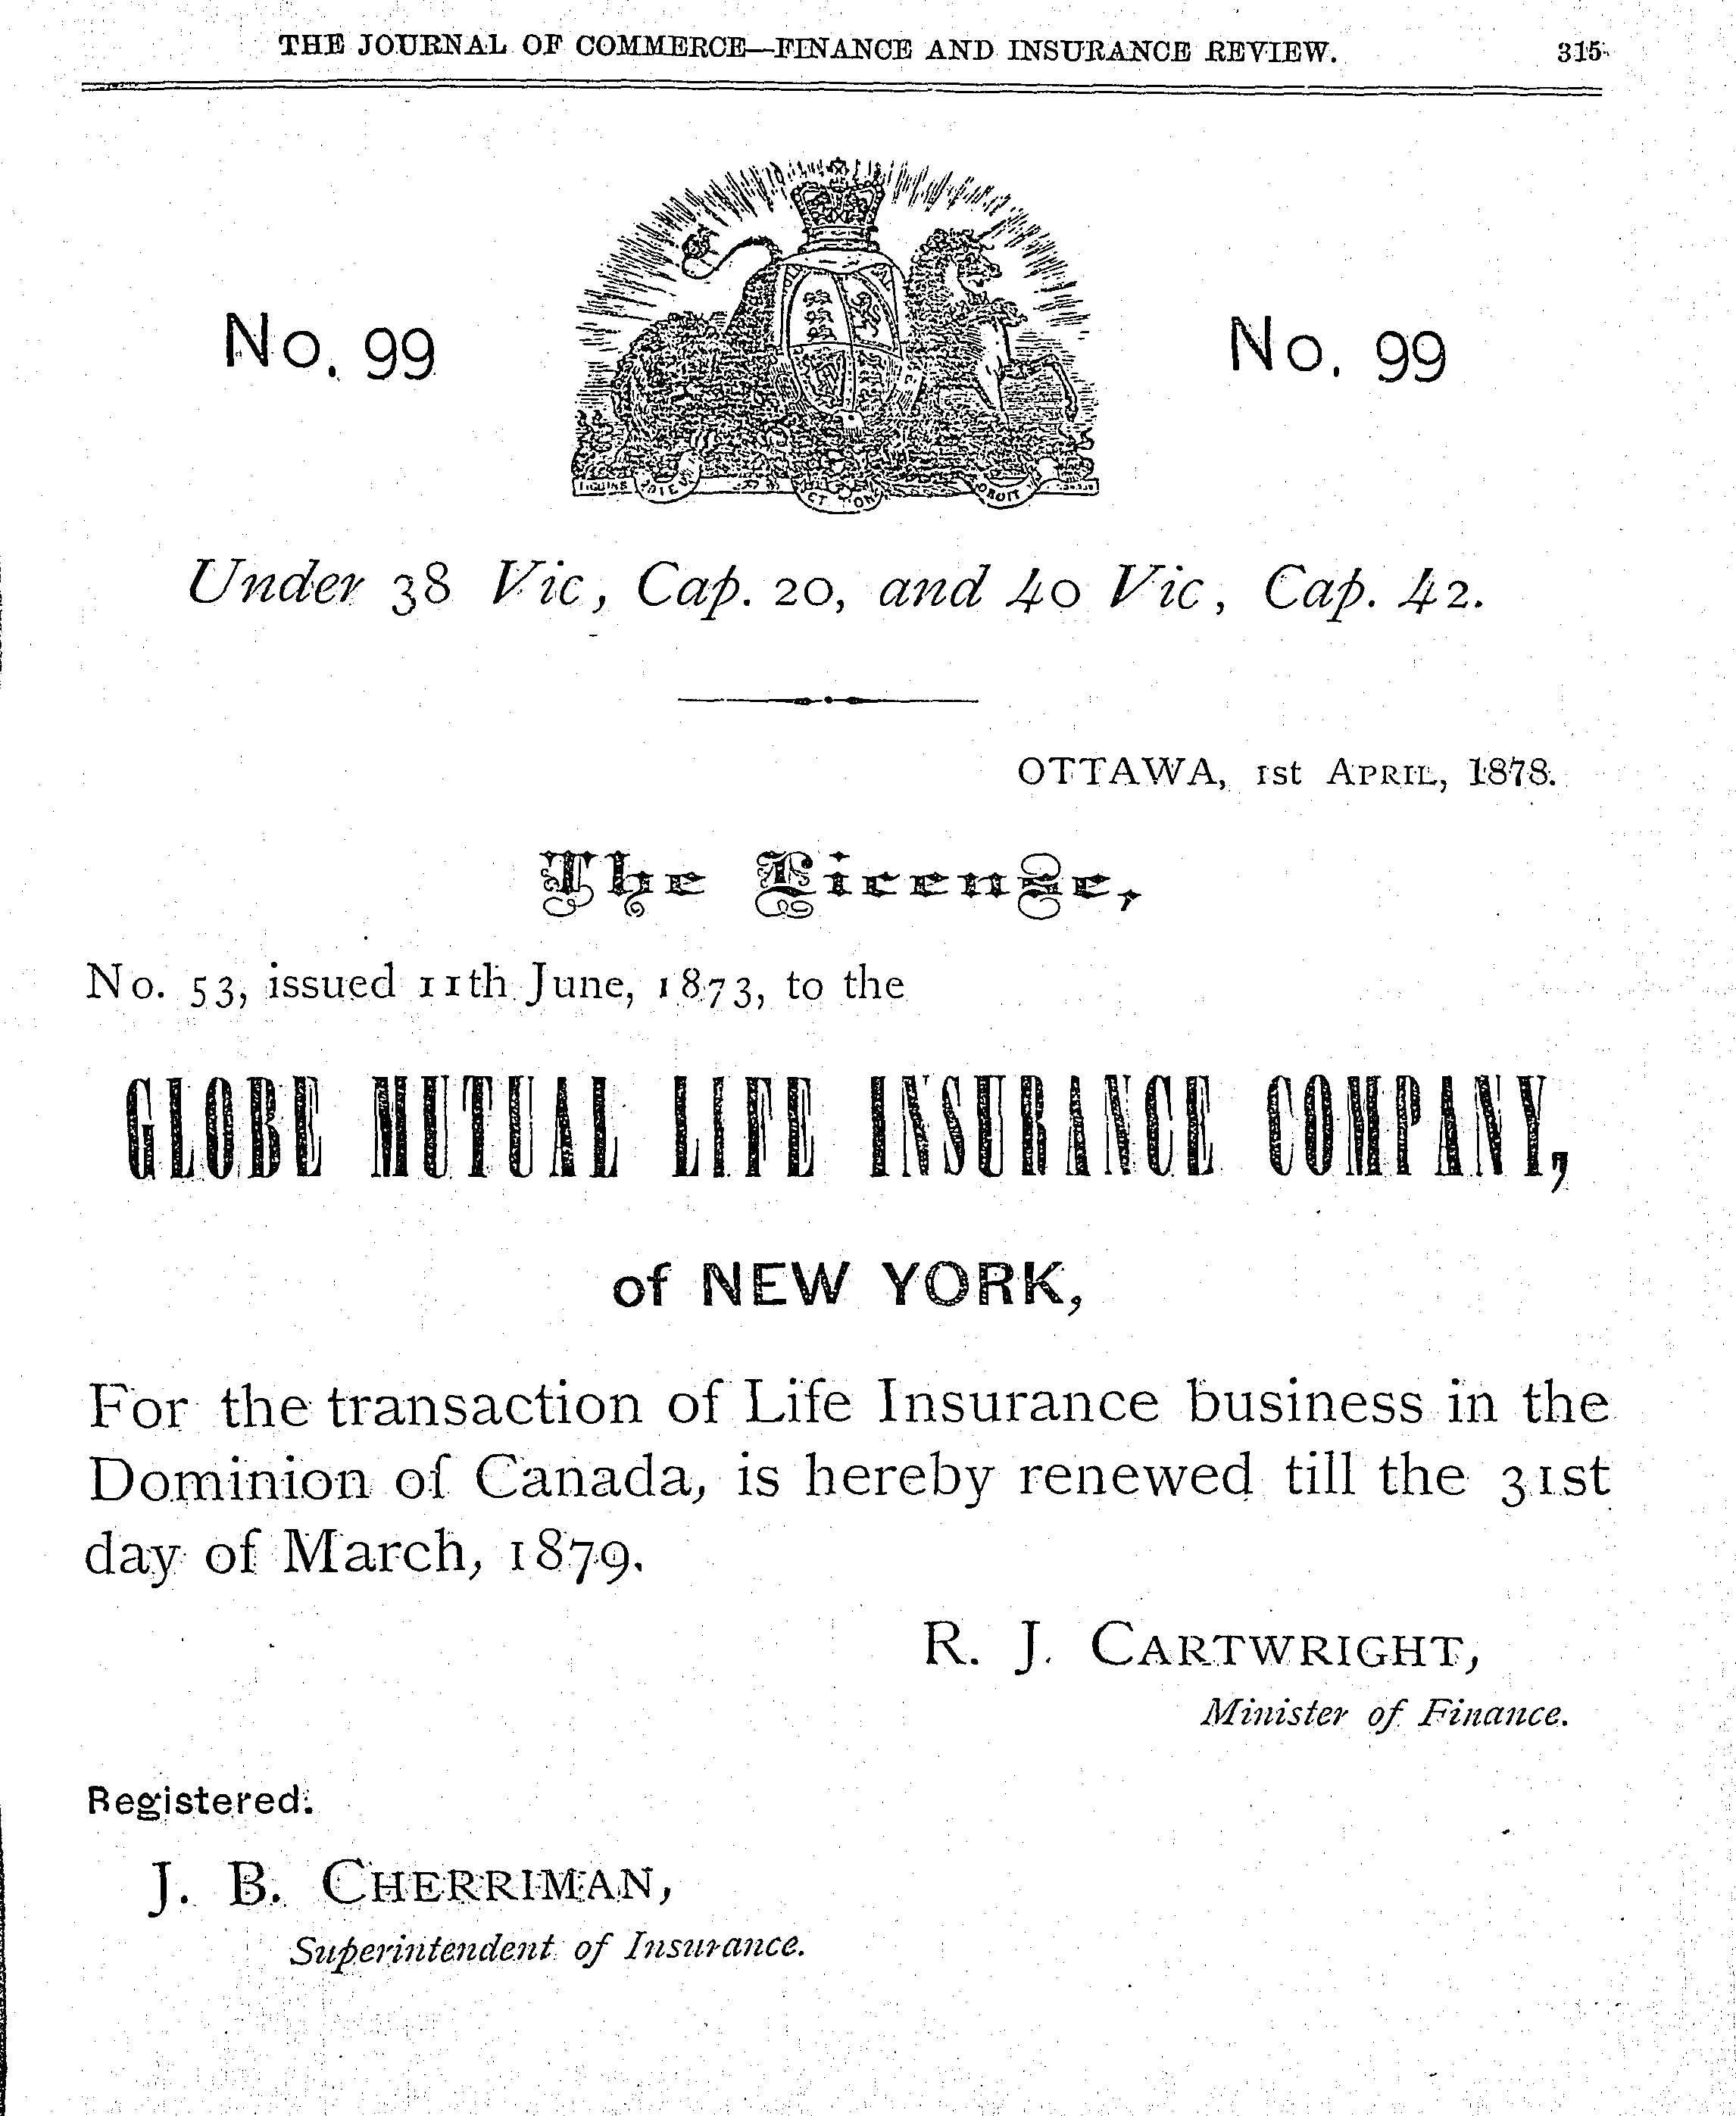 THE JOURNAL OF COMMERCE—FINANCE AND INSURANCE REVIEW. 315
No. 99
No. 99
DIEU ET MON DROIT
Under 38 Vic, Cap. 20, and 40 Vic, Cap. 42.
OTTAWA, 1st APRIL, 1878.
The License,
No. 53, issued 11th June, 1873, to the
GLOBE MUTUAL LIFE INSURANCE COMPANY,
of NEW YORK,
For the transaction of Life Insurance business in the
Dominion of Canada, is hereby renewed till the 31st
day of March, 1879.
R. J. CARTWRIGHT,
Minister of Finance.
Registered.
J. B. CHERRIMAN,
Superintendent of Insurance.